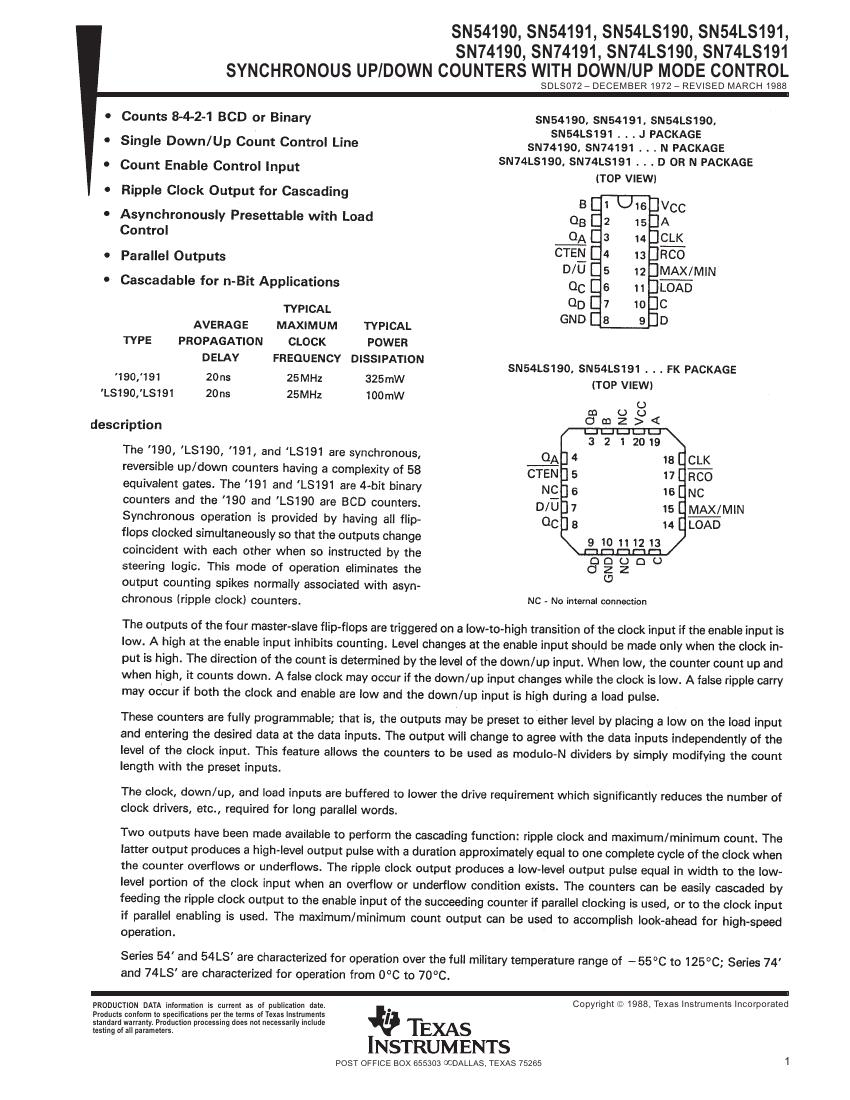 SN54190, SN54191, SN54LS190, SN54LS191,
SN74190, SN74191, SN74LS190, SN74LS191
SYNCHRONOUS UP/DOWN COUNTERS WITH DOWN/UP MODE CONTROL
SDLS072 – DECEMBER 1972 – REVISED MARCH 1988
• Counts 8-4-2-1 BCD or Binary
• Single Down/Up Count Control Line
• Count Enable Control Input
• Ripple Clock Output for Cascading
• Asynchronously Presettable with Load
Control
• Parallel Outputs
• Cascadable for n-Bit Applications
TYPICAL
AVERAGE MAXIMUM TYPICAL
TYPE PROPAGATION CLOCK POWER
DELAY FREQUENCY DISSIPATION
'190,'191 20ns 25MHz 325mW
'LS190,'LS191 20ns 25MHz 100mW
description
The '190, 'LS190, '191, and 'LS191 are synchronous,
reversible up/down counters having a complexity of 58
equivalent gates. The '191 and 'LS191 are 4-bit binary
counters and the '190 and 'LS190 are BCD counters.
Synchronous operation is provided by having all flip-
flops clocked simultaneously so that the outputs change
coincident with each other when so instructed by the
steering logic. This mode of operation eliminates the
output counting spikes normally associated with asyn-
chronous (ripple clock) counters.
SN54190, SN54191, SN54LS190,
SN54LS191 . . . J PACKAGE
SN74190, SN74191 . . . N PACKAGE
SN74LS190, SN74LS191 . . . D OR N PACKAGE
(TOP VIEW)
B 1 16 VCC
QB 2 15 A
QA 3 14 CLK
CTEN 4 13 RCO
D/U 5 12 MAX/MIN
QC 6 11 LOAD
QD 7 10 C
GND 8 9 D
SN54LS190, SN54LS191 . . . FK PACKAGE
(TOP VIEW)
QB B NC VCC A
3 2 1 20 19
QA 4 18 CLK
CTEN 5 17 RCO
NC 6 16 NC
D/U 7 15 MAX/MIN
QC 8 14 LOAD
9 10 11 12 13
QD GND NC D C
NC - No internal connection
The outputs of the four master-slave flip-flops are triggered on a low-to-high transition of the clock input if the enable input is
low. A high at the enable input inhibits counting. Level changes at the enable input should be made only when the clock in-
put is high. The direction of the count is determined by the level of the down/up input. When low, the counter count up and
when high, it counts down. A false clock may occur if the down/up input changes while the clock is low. A false ripple carry
may occur if both the clock and enable are low and the down/up input is high during a load pulse.
These counters are fully programmable; that is, the outputs may be preset to either level by placing a low on the load input
and entering the desired data at the data inputs. The output will change to agree with the data inputs independently of the
level of the clock input. This feature allows the counters to be used as modulo-N dividers by simply modifying the count
length with the preset inputs.
The clock, down/up, and load inputs are buffered to lower the drive requirement which significantly reduces the number of
clock drivers, etc., required for long parallel words.
Two outputs have been made available to perform the cascading function: ripple clock and maximum/minimum count. The
latter output produces a high-level output pulse with a duration approximately equal to one complete cycle of the clock when
the counter overflows or underflows. The ripple clock output produces a low-level output pulse equal in width to the low-
level portion of the clock input when an overflow or underflow condition exists. The counters can be easily cascaded by
feeding the ripple clock output to the enable input of the succeeding counter if parallel clocking is used, or to the clock input
if parallel enabling is used. The maximum/minimum count output can be used to accomplish look-ahead for high-speed
operation.
Series 54' and 54LS' are characterized for operation over the full military temperature range of −55°C to 125°C; Series 74'
and 74LS' are characterized for operation from 0°C to 70°C.
PRODUCTION DATA information is current as of publication date.
Products conform to specifications per the terms of Texas Instruments
standard warranty. Production processing does not necessarily include
testing of all parameters.
Copyright © 1988, Texas Instruments Incorporated
TEXAS
INSTRUMENTS
POST OFFICE BOX 655303 ∞DALLAS, TEXAS 75265
1